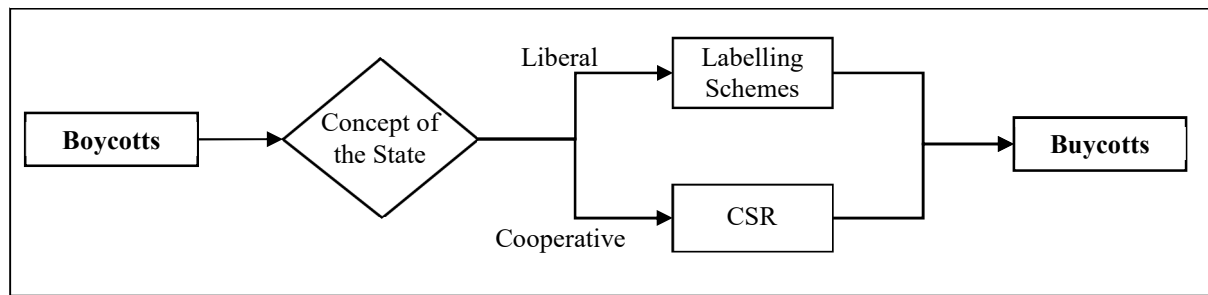 Boycotts
Concept of
the State
Liberal
Labelling
Schemes
Cooperative
CSR
Buycotts